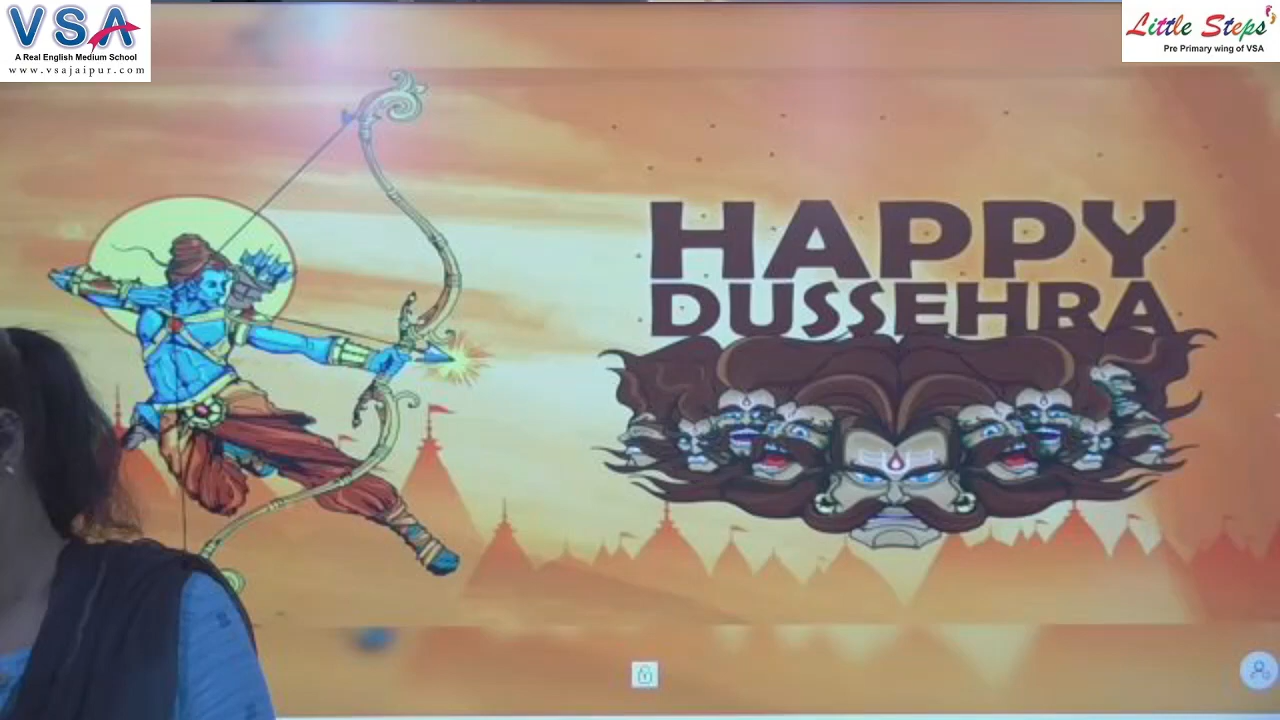 VSA
A Real English Medium School
www.vsajaipur.com
Little Steps
Pre Primary wing of VSA
HAPPY
DUSSEHRA